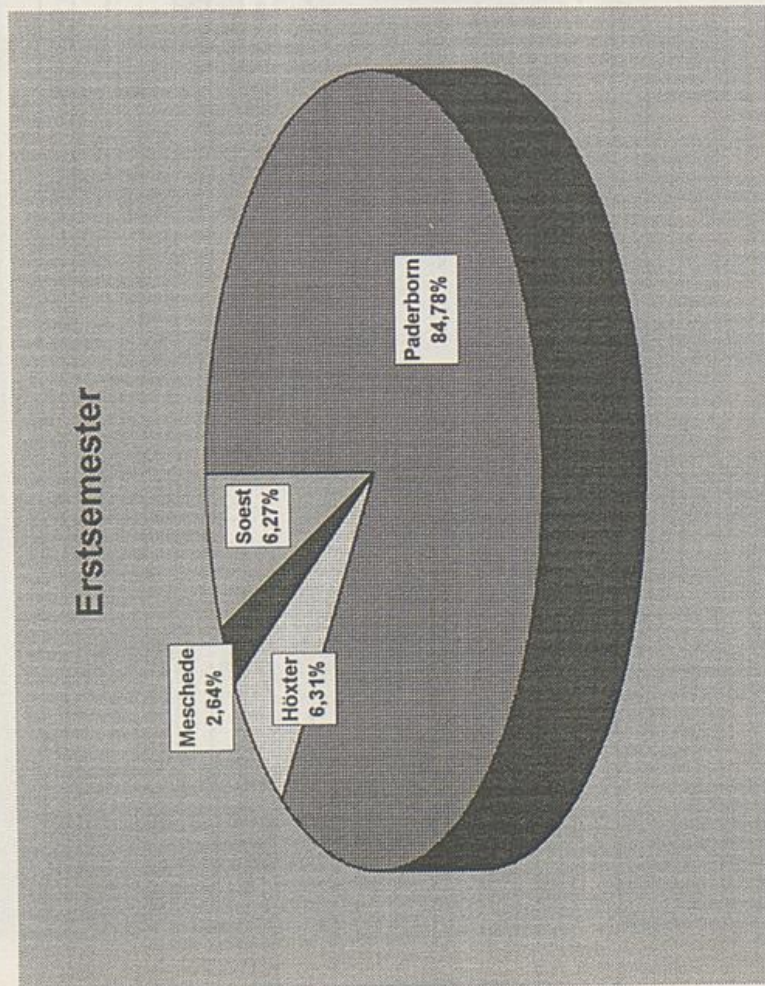 Erstsemester
Meschede
2,64%
Soest
6,27%
Höxter
6,31%
Paderborn
84,78%